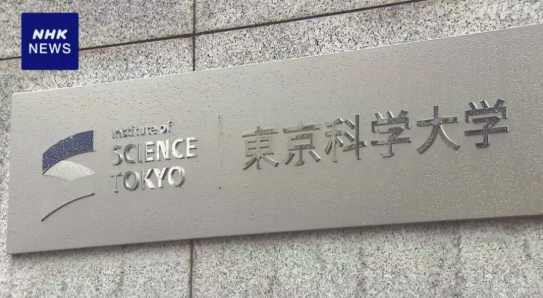 NHK
NEWS
Institute of
SCIENCE
TOKYO
東京科学大学